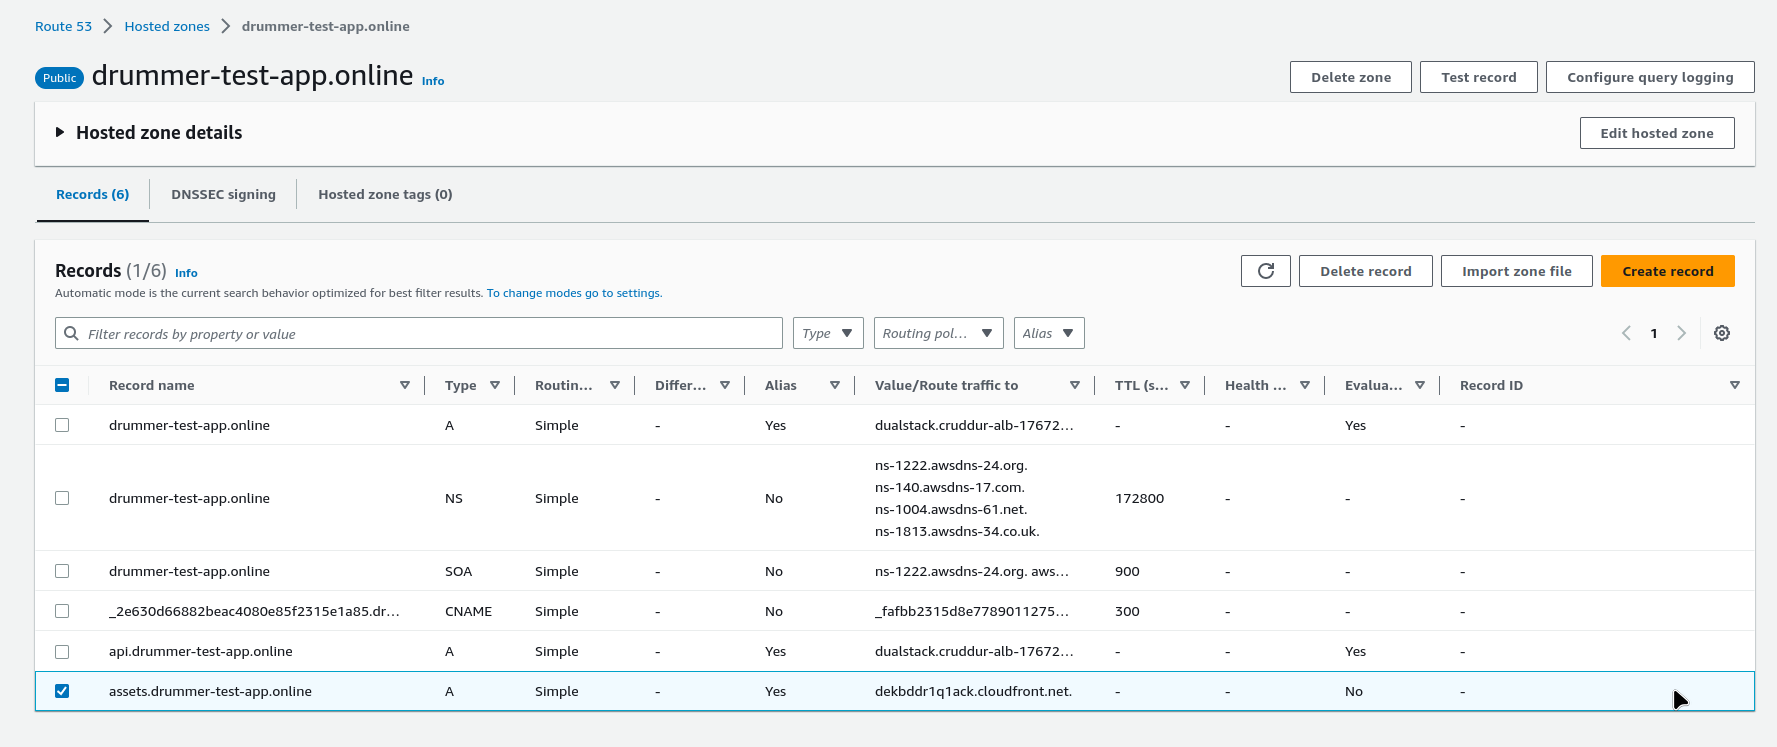 Route 53 Hosted zones drummer-test-app.online
Public drummer-test-app.online Info Delete zone Test record Configure query logging
Hosted zone details Edit hosted zone
Records (6) DNSSEC signing Hosted zone tags (0)
Records (1/6) Info Delete record Import zone file Create record
Automatic mode is the current search behavior optimized for best filter results. To change modes go to settings.
Filter records by property or value Type Routing pol... Alias 1
Record name Type Routin... Differ... Alias Value/Route traffic to TTL (s... Health ... Evalua... Record ID
drummer-test-app.online A Simple - Yes dualstack.cruddur-alb-17672... - - Yes -
drummer-test-app.online NS Simple - No ns-1222.awsdns-24.org. 172800 - - -
ns-140.awsdns-17.com.
ns-1004.awsdns-61.net.
ns-1813.awsdns-34.co.uk.
drummer-test-app.online SOA Simple - No ns-1222.awsdns-24.org. aws... 900 - - -
_2e630d66882beac4080e85f2315e1a85.dr... CNAME Simple - No _fafbb2315d8e7789011275... 300 - - -
api.drummer-test-app.online A Simple - Yes dualstack.cruddur-alb-17672... - - Yes -
assets.drummer-test-app.online A Simple - Yes dekbddr1q1ack.cloudfront.net. - - No -